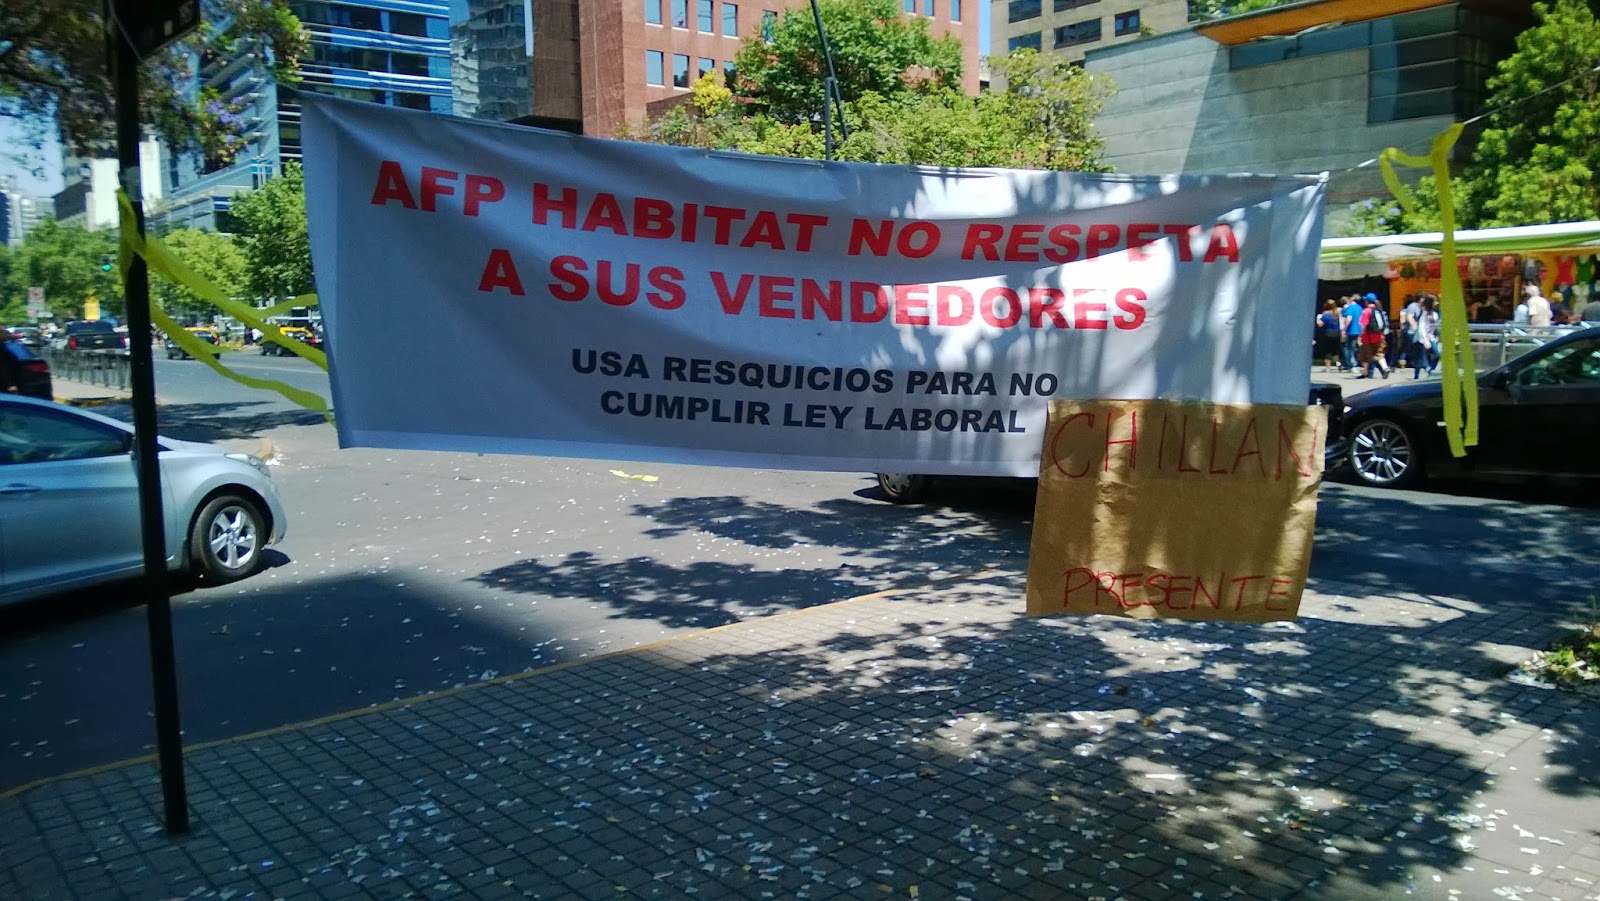 AFP HABITAT NO RESPETA
A SUS VENDEDORES
USA RESQUICIOS PARA NO
CUMPLIR LEY LABORAL
CHILLAN
PRESENTE